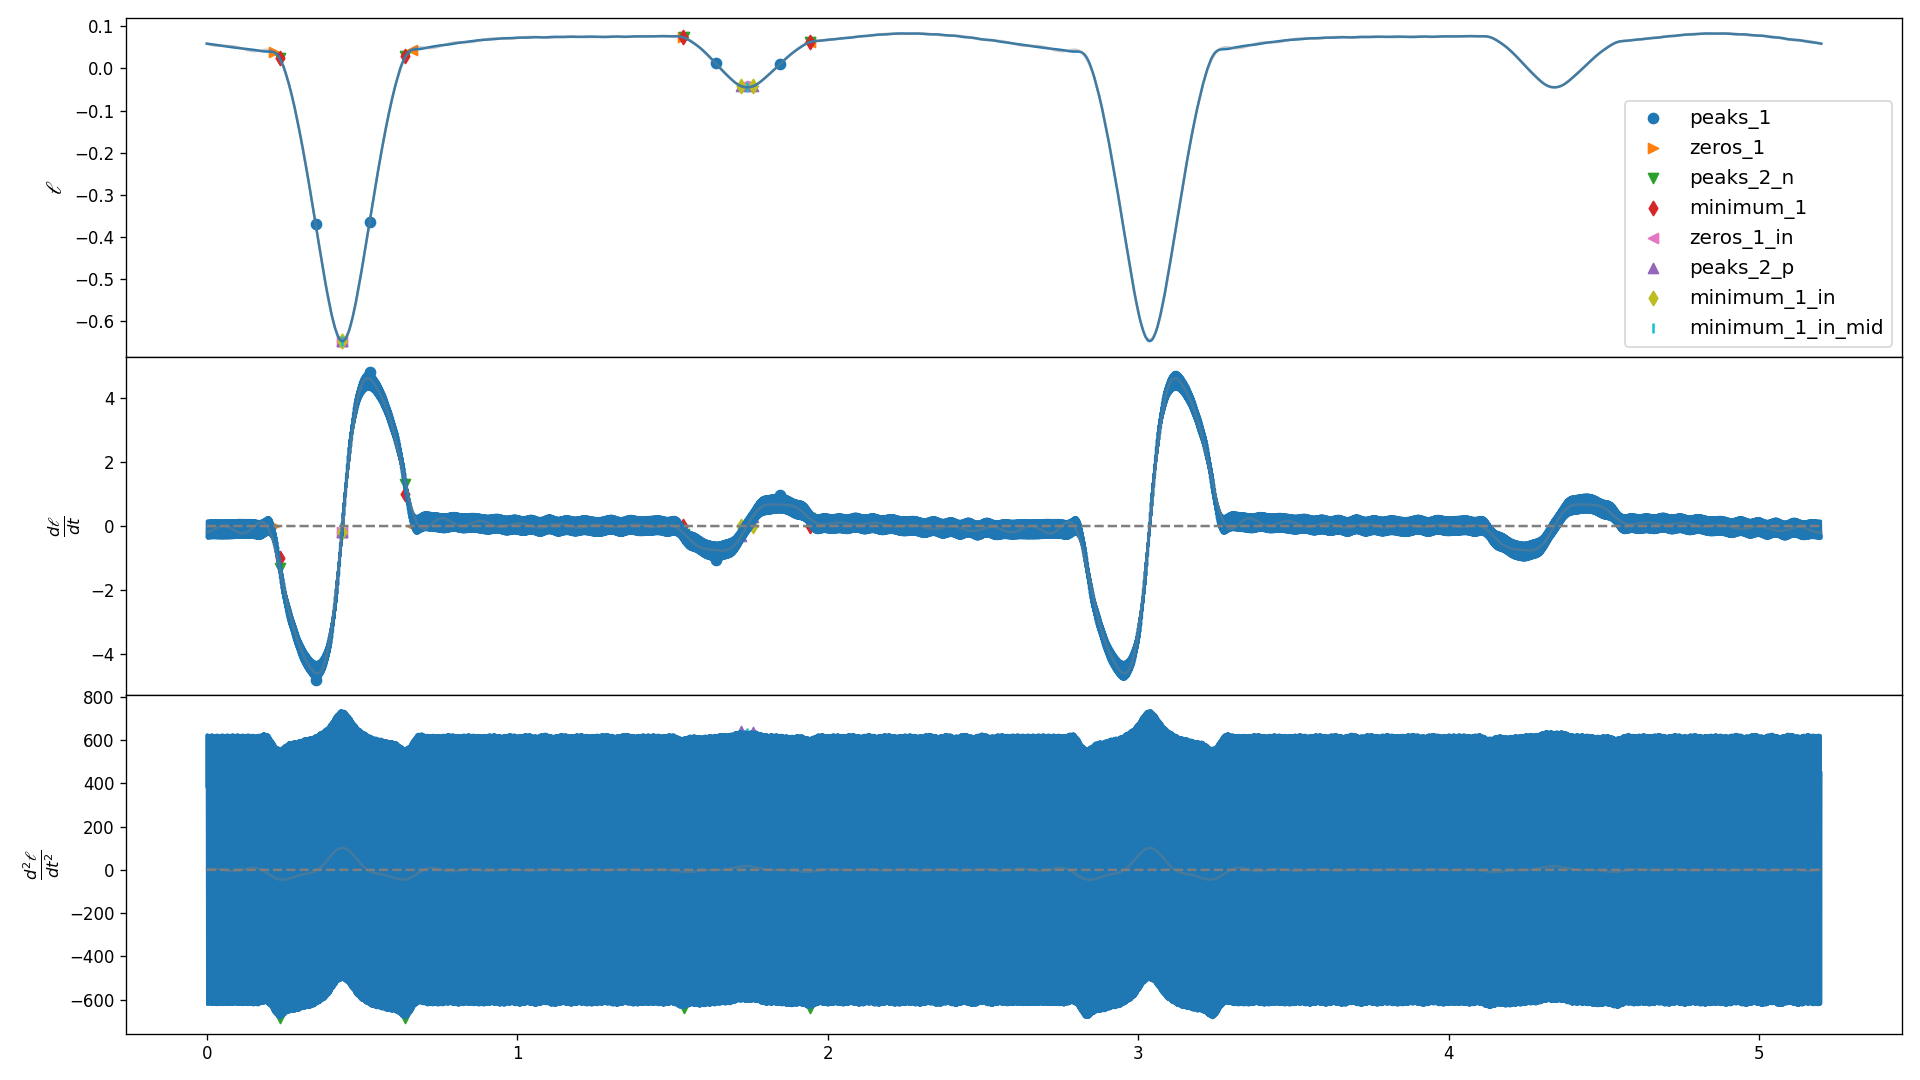 0.1
0.0
−0.1
−0.2
−0.3
−0.4
−0.5
−0.6
ℓ
peaks_1
zeros_1
peaks_2_n
minimum_1
zeros_1_in
peaks_2_p
minimum_1_in
minimum_1_in_mid
4
2
0
−2
−4
dℓ
dt
800
600
400
200
0
−200
−400
−600
d²ℓ
dt²
0 1 2 3 4 5